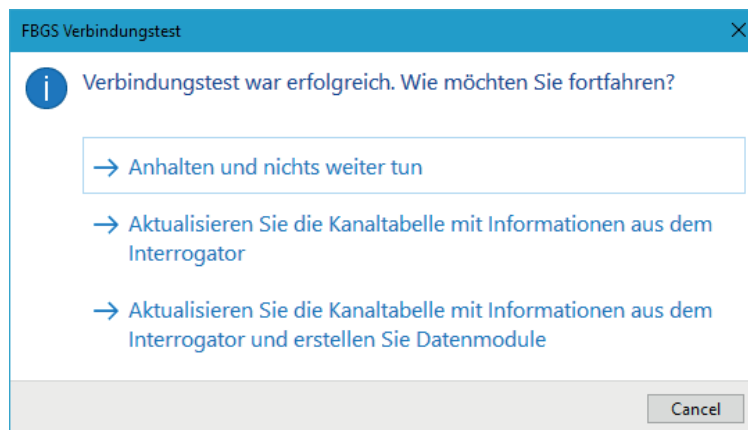 FBGS Verbindungstest
Verbindungstest war erfolgreich. Wie möchten Sie fortfahren?
Anhalten und nichts weiter tun
Aktualisieren Sie die Kanaltabelle mit Informationen aus dem
Interrogator
Aktualisieren Sie die Kanaltabelle mit Informationen aus dem
Interrogator und erstellen Sie Datenmodule
Cancel